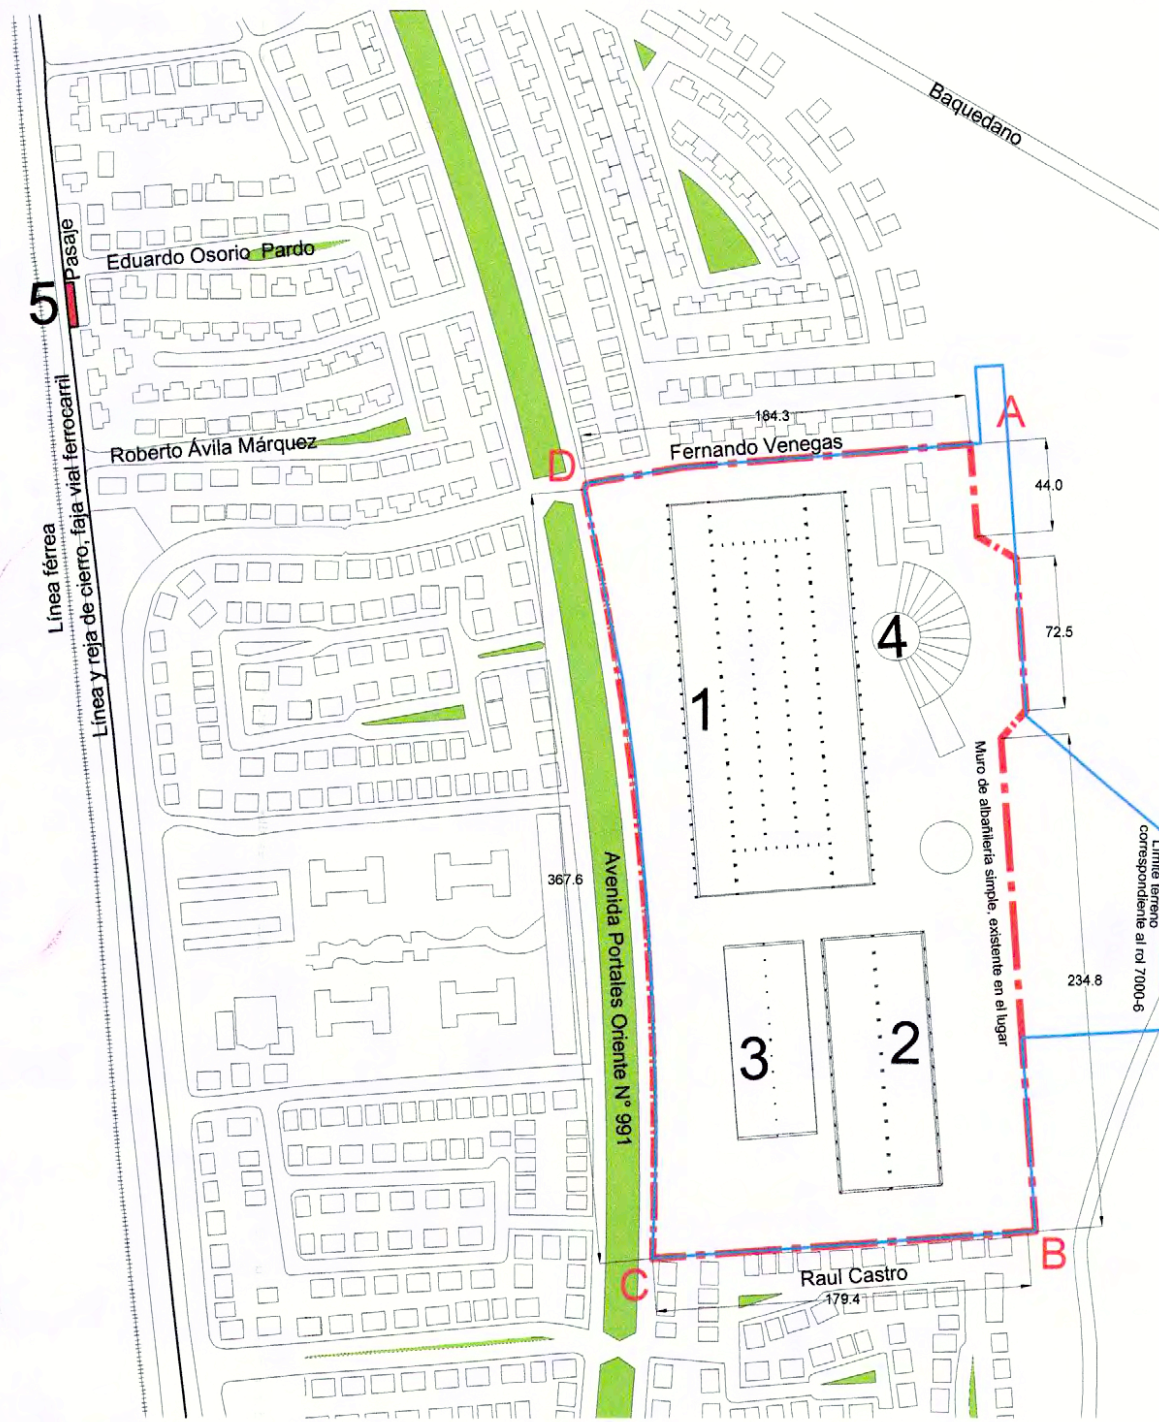 Baquedano
Pasaje
Eduardo Osorio Pardo
5
Línea férrea
Línea y reja de cierro, faja vial ferrocarril
Roberto Ávila Márquez
184.3
A
Fernando Venegas
D
44.0
4
72.5
1
Muro de albañilería simple, existente en el lugar
Límite terreno
correspondiente al rol 7000-6
367.6
Avenida Portales Oriente N° 991
234.8
3
2
B
C
Raul Castro
179.4